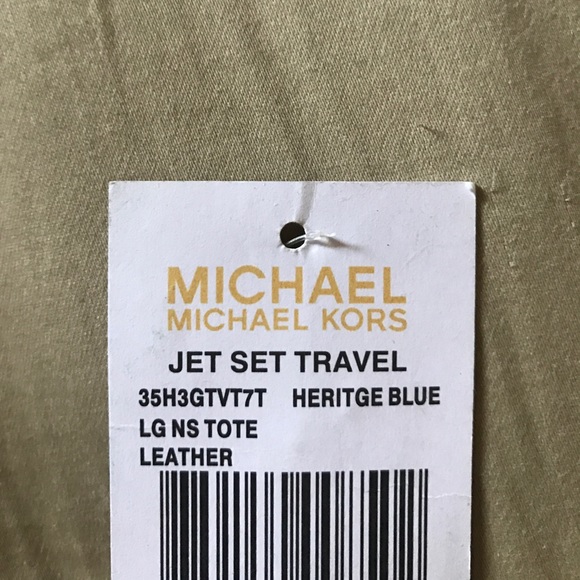 MICHAEL
MICHAEL KORS
JET SET TRAVEL
35H3GTVT7T HERITGE BLUE
LG NS TOTE
LEATHER